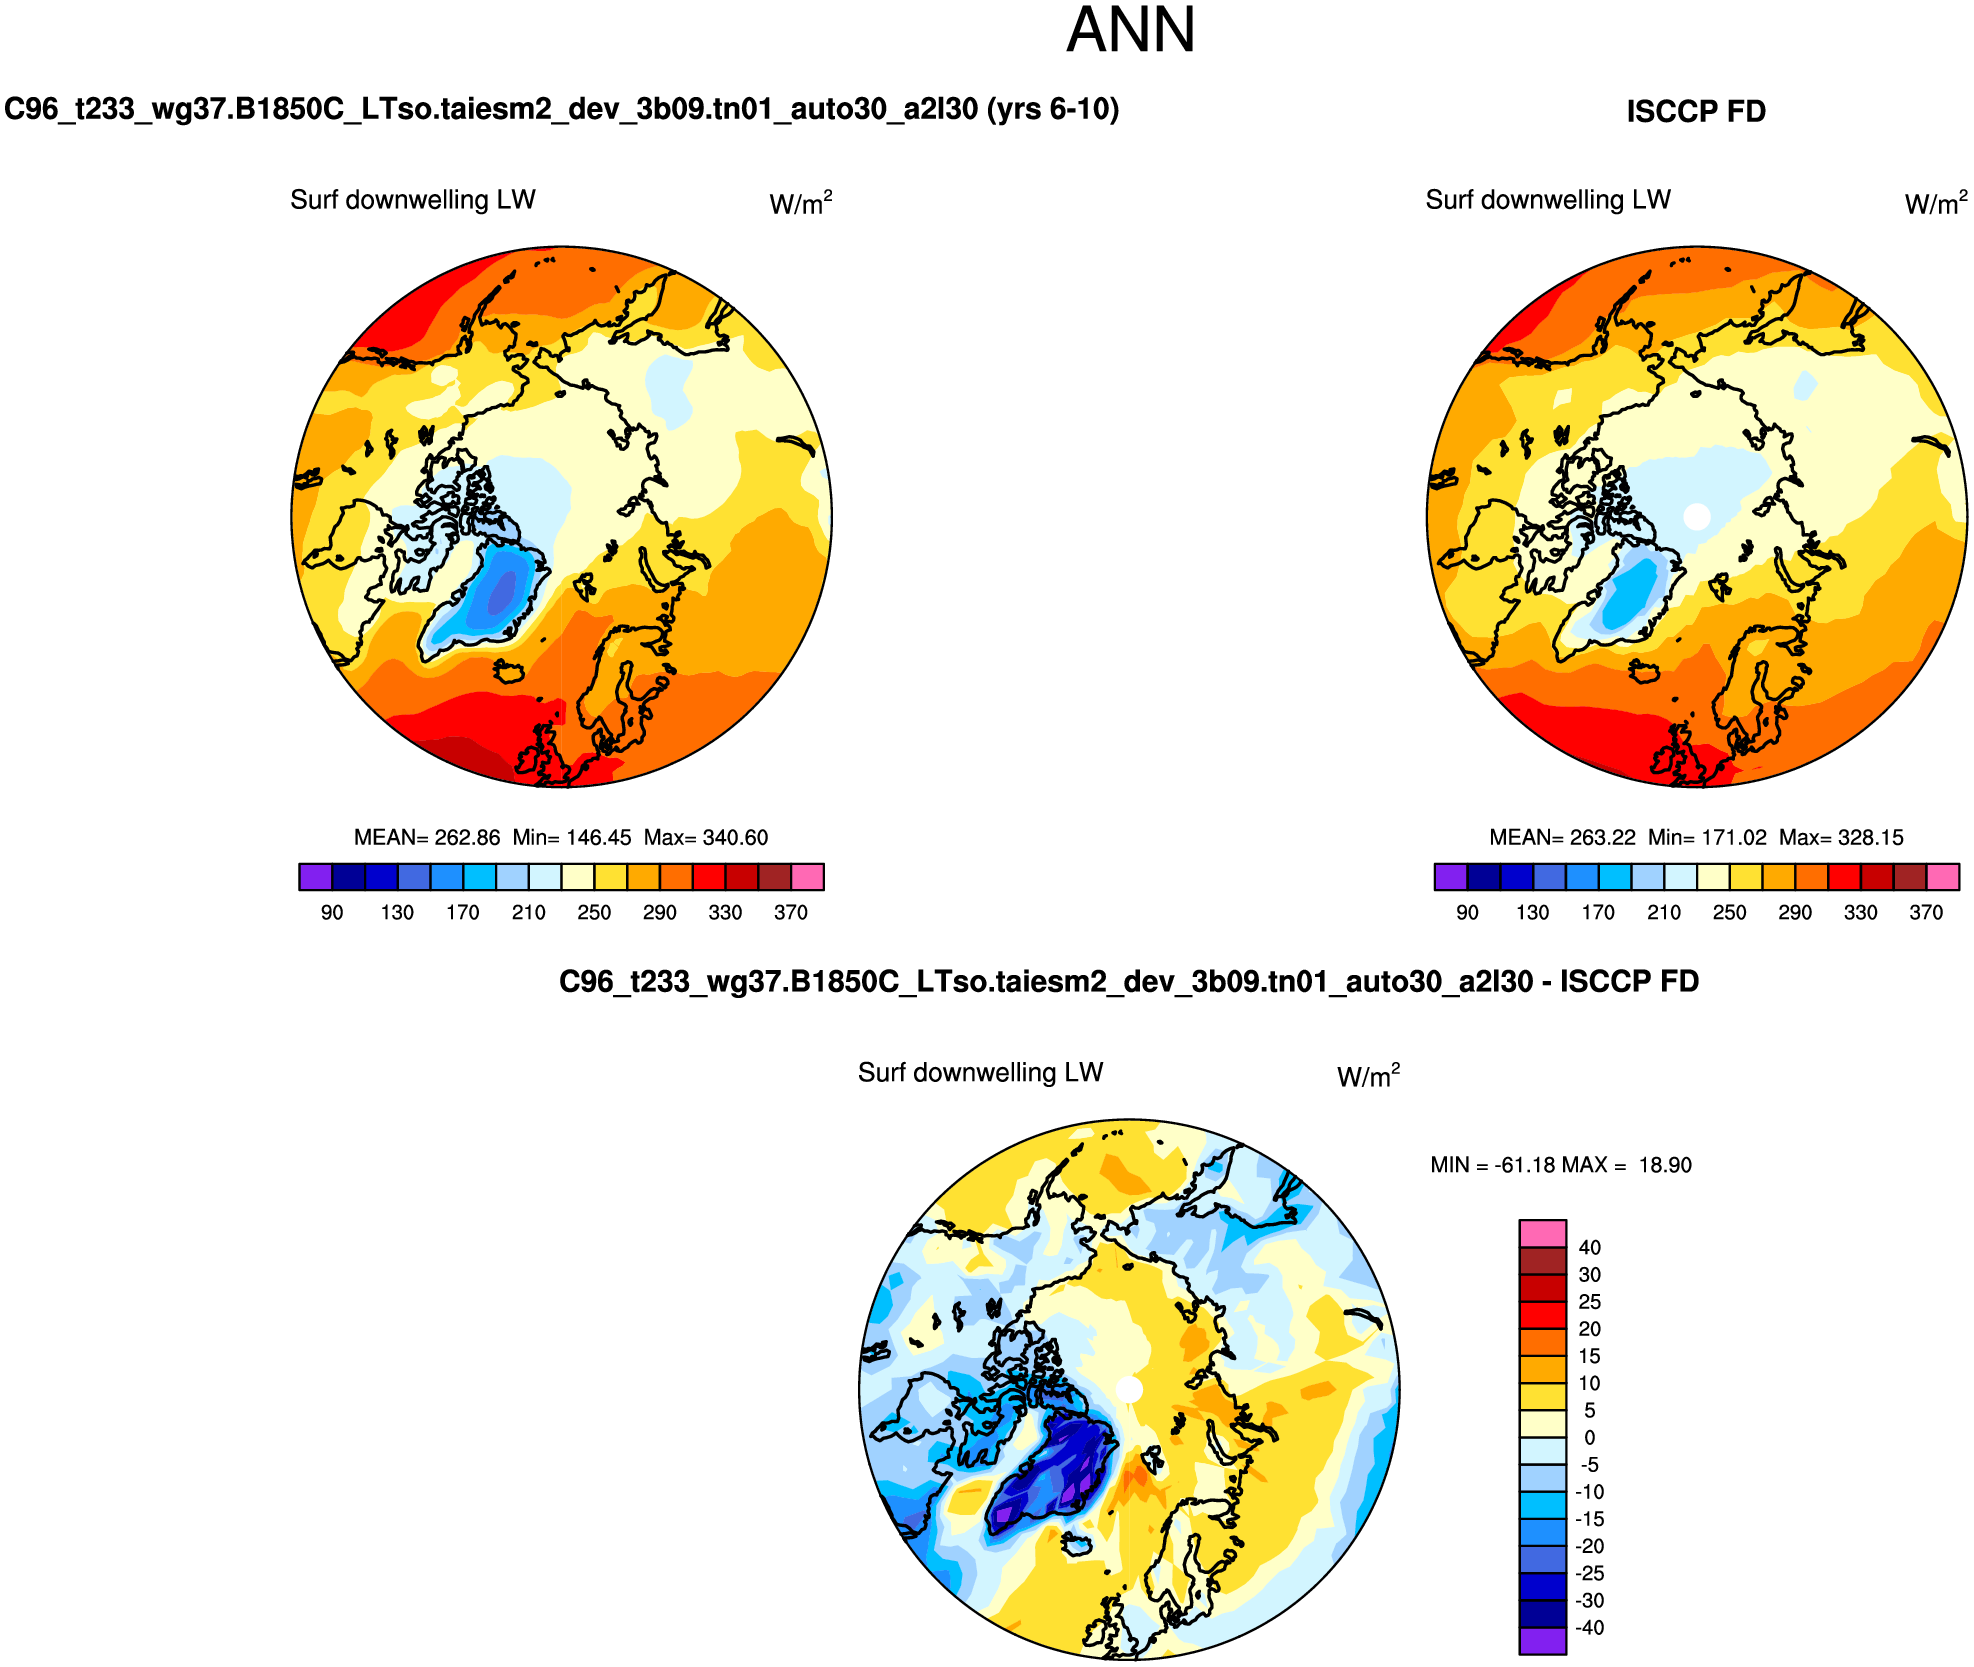 ANN
C96_t233_wg37.B1850C_LTso.taiesm2_dev_3b09.tn01_auto30_a2l30 (yrs 6-10)
ISCCP FD
Surf downwelling LW W/m²
Surf downwelling LW W/m²
MEAN= 262.86 Min= 146.45 Max= 340.60
90 130 170 210 250 290 330 370
MEAN= 263.22 Min= 171.02 Max= 328.15
90 130 170 210 250 290 330 370
C96_t233_wg37.B1850C_LTso.taiesm2_dev_3b09.tn01_auto30_a2l30 - ISCCP FD
Surf downwelling LW W/m²
MIN = -61.18 MAX = 18.90
40
30
25
20
15
10
5
0
-5
-10
-15
-20
-25
-30
-40